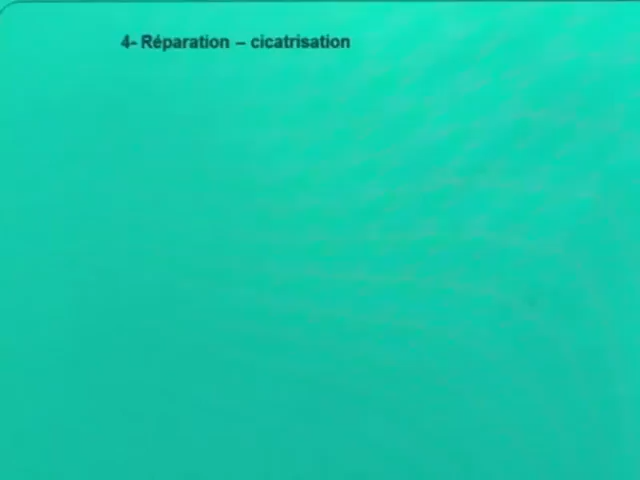 4- Réparation – cicatrisation